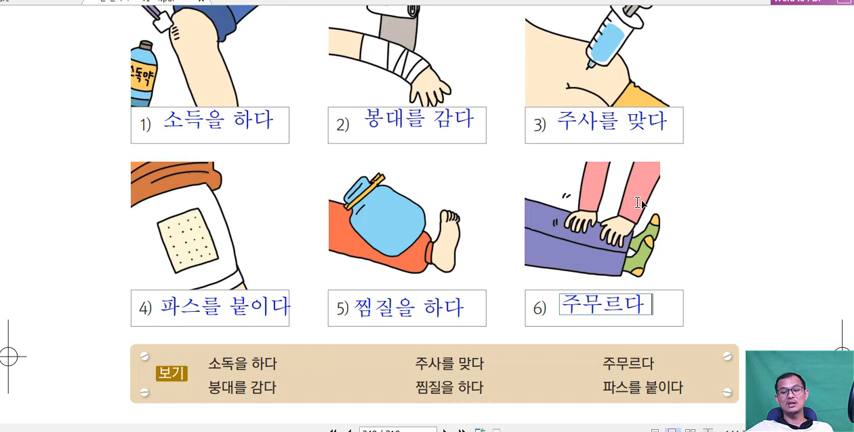 소독약
1) 소득을 하다
2) 봉대를 감다
3) 주사를 맞다
4) 파스를 붙이다
5) 찜질을 하다
6) 주무르다
보기
소독을 하다 주사를 맞다 주무르다
붕대를 감다 찜질을 하다 파스를 붙이다